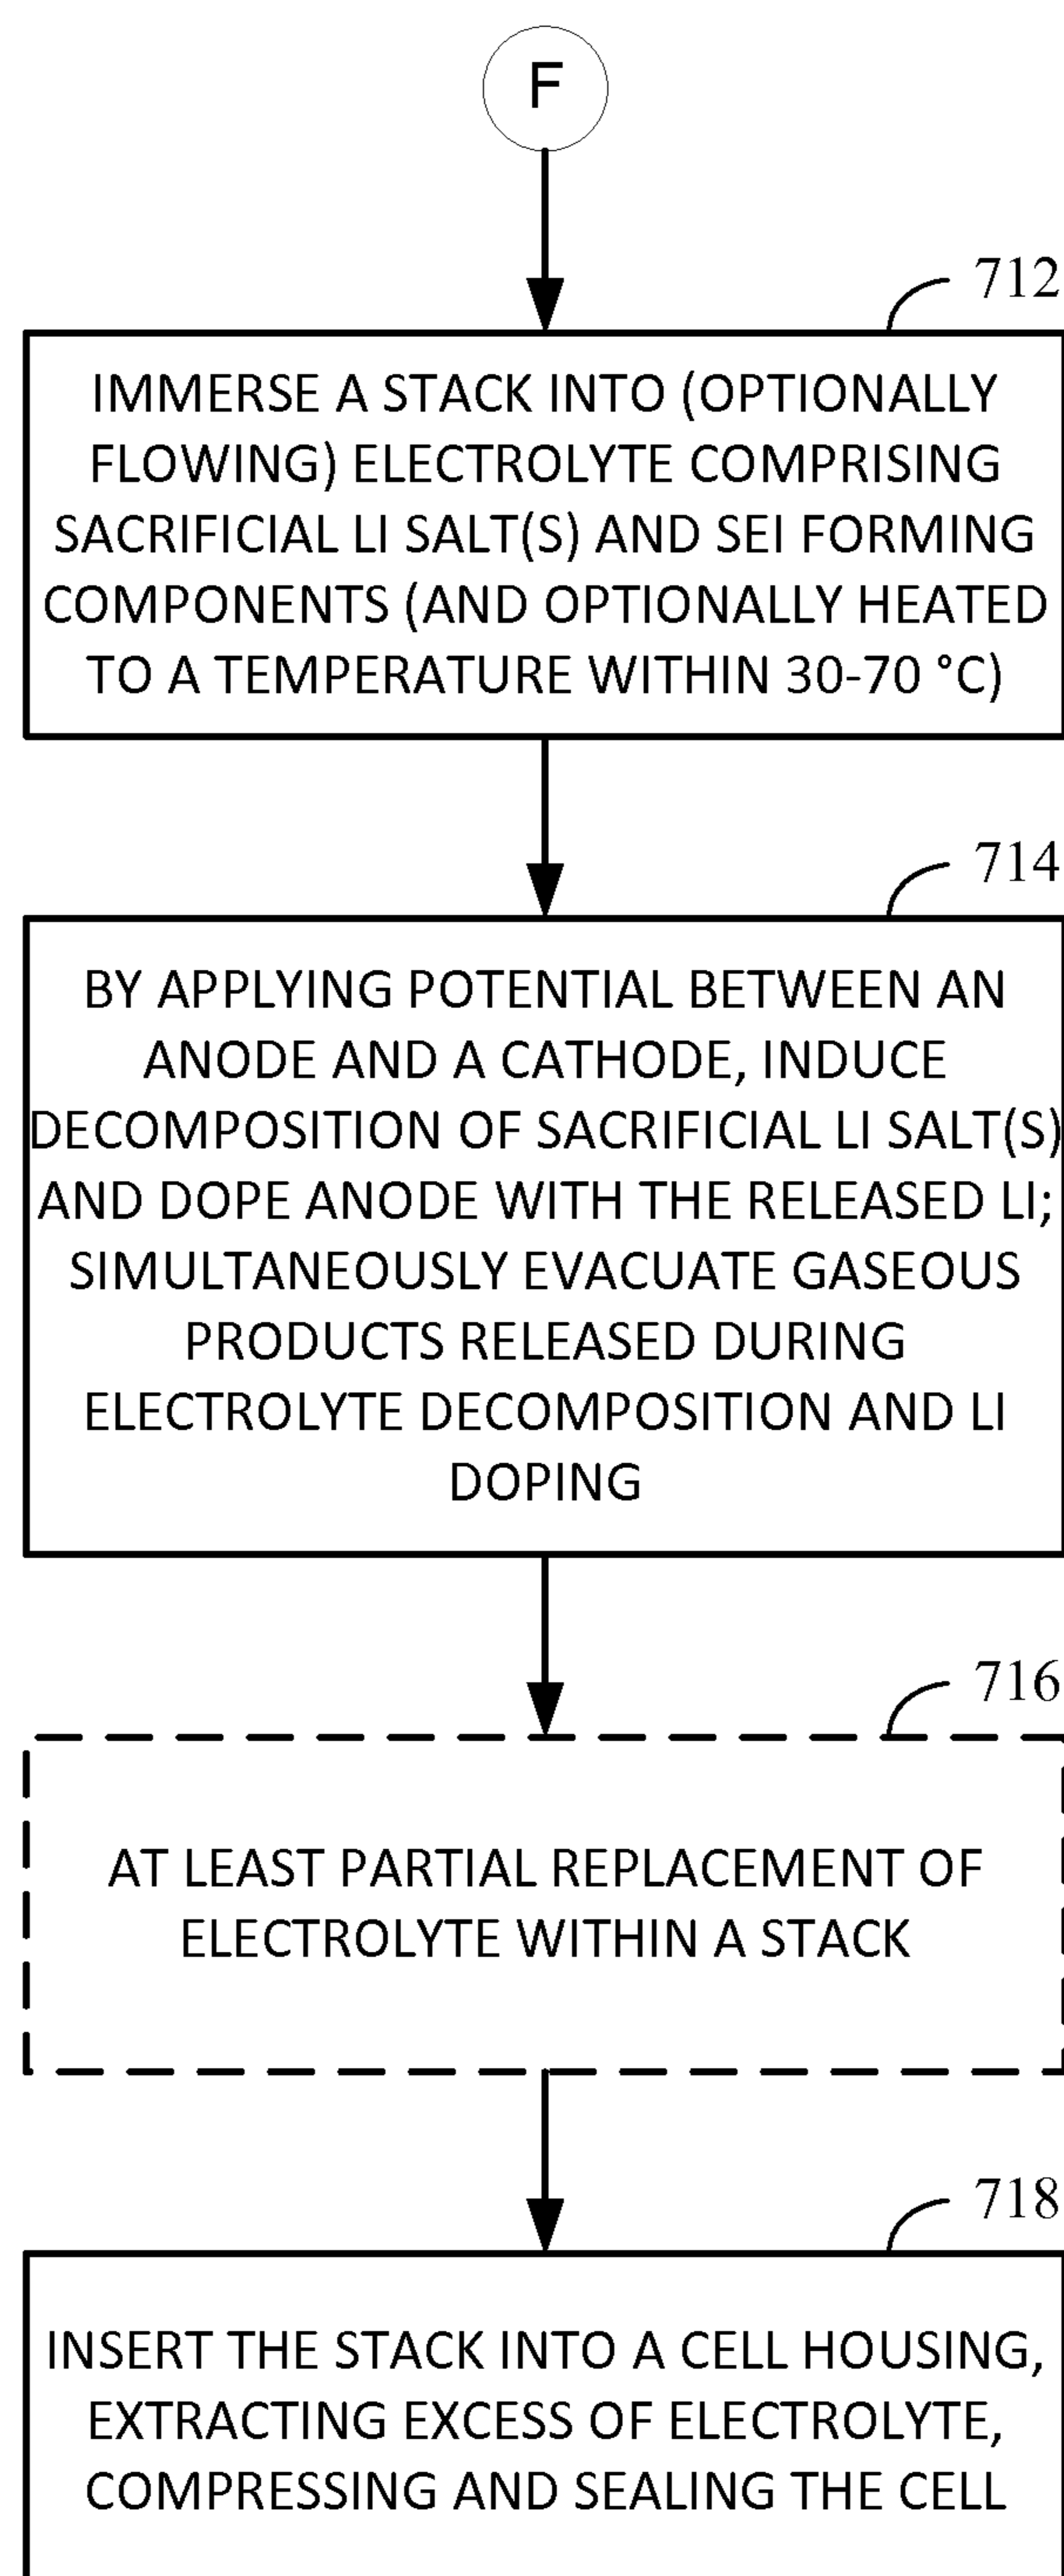 F
712
IMMERSE A STACK INTO (OPTIONALLY
FLOWING) ELECTROLYTE COMPRISING
SACRIFICIAL LI SALT(S) AND SEI FORMING
COMPONENTS (AND OPTIONALLY HEATED
TO A TEMPERATURE WITHIN 30-70 °C)
714
BY APPLYING POTENTIAL BETWEEN AN
ANODE AND A CATHODE, INDUCE
DECOMPOSITION OF SACRIFICIAL LI SALT(S)
AND DOPE ANODE WITH THE RELEASED LI;
SIMULTANEOUSLY EVACUATE GASEOUS
PRODUCTS RELEASED DURING
ELECTROLYTE DECOMPOSITION AND LI
DOPING
716
AT LEAST PARTIAL REPLACEMENT OF
ELECTROLYTE WITHIN A STACK
718
INSERT THE STACK INTO A CELL HOUSING,
EXTRACTING EXCESS OF ELECTROLYTE,
COMPRESSING AND SEALING THE CELL